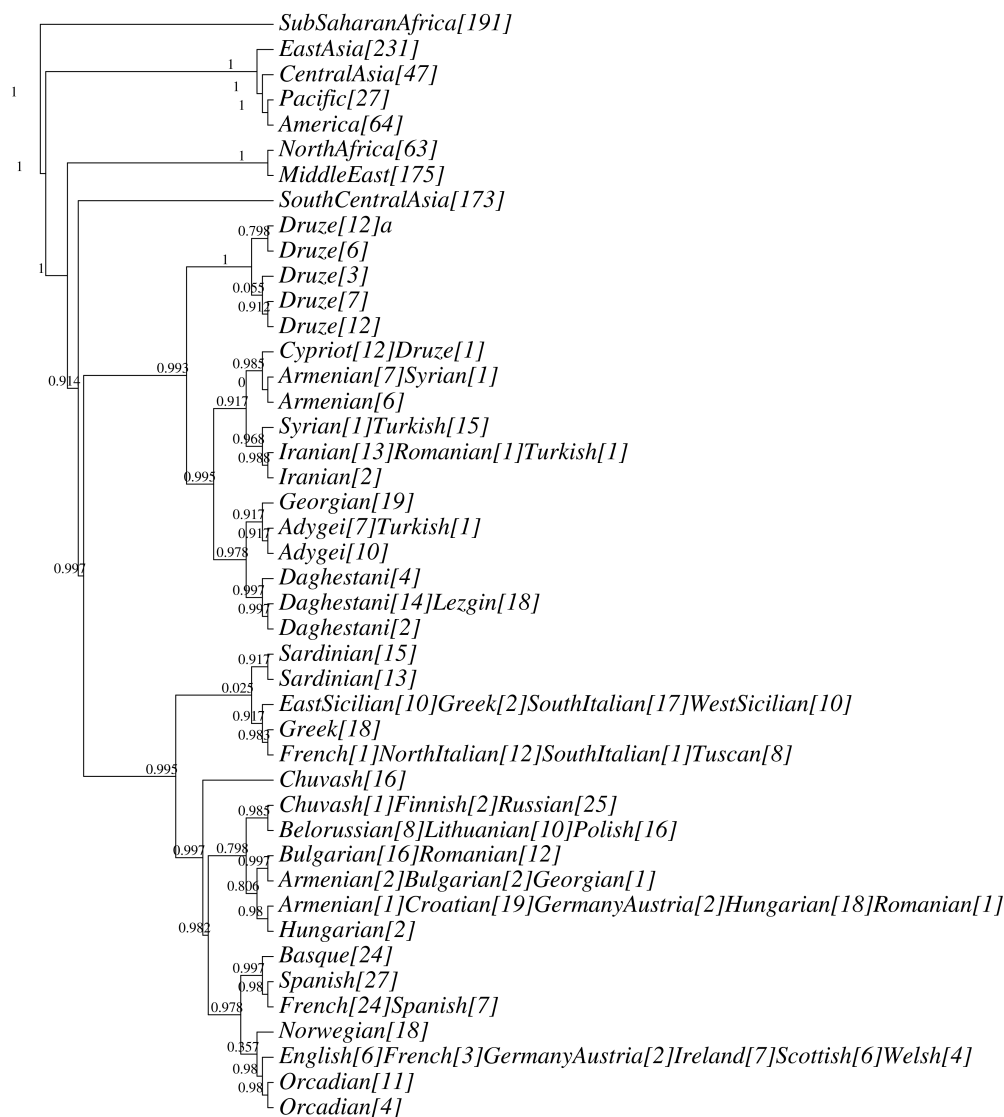 SubSaharanAfrica[191]
EastAsia[231]
1
CentralAsia[47]
1
1
Pacific[27]
1
America[64]
NorthAfrica[63]
1
1
MiddleEast[175]
SouthCentralAsia[173]
Druze[12]a
0.798
Druze[6]
1
1
Druze[3]
0.055
Druze[7]
0.912
Druze[12]
Cypriot[12]Druze[1]
0.985
0.993
Armenian[7]Syrian[1]
0.914
0
0.917
Armenian[6]
Syrian[1]Turkish[15]
0.968
Iranian[13]Romanian[1]Turkish[1]
0.988
0.995
Iranian[2]
Georgian[19]
0.917
Adygei[7]Turkish[1]
0.917
0.978
Adygei[10]
0.997
Daghestani[4]
0.997
Daghestani[14]Lezgin[18]
0.997
Daghestani[2]
Sardinian[15]
0.917
Sardinian[13]
0.025
EastSicilian[10]Greek[2]SouthItalian[17]WestSicilian[10]
0.917
Greek[18]
0.983
French[1]NorthItalian[12]SouthItalian[1]Tuscan[8]
0.995
Chuvash[16]
Chuvash[1]Finnish[2]Russian[25]
0.985
Belorussian[8]Lithuanian[10]Polish[16]
0.997
0.798
Bulgarian[16]Romanian[12]
0.997
Armenian[2]Bulgarian[2]Georgian[1]
0.806
Armenian[1]Croatian[19]GermanyAustria[2]Hungarian[18]Romanian[1]
0.98
0.982
Hungarian[2]
Basque[24]
0.997
Spanish[27]
0.98
0.978
French[24]Spanish[7]
Norwegian[18]
0.357
English[6]French[3]GermanyAustria[2]Ireland[7]Scottish[6]Welsh[4]
0.98
Orcadian[11]
0.98
Orcadian[4]